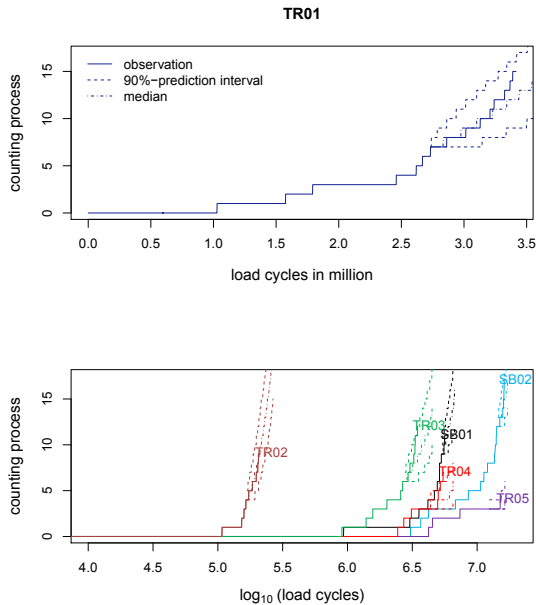 TR01
counting process
15
10
5
0
observation
90%−prediction interval
median
0.0 0.5 1.0 1.5 2.0 2.5 3.0 3.5
load cycles in million
counting process
15
10
5
0
SB02
TR03
SB01
TR02
TR04
TR05
4.0 4.5 5.0 5.5 6.0 6.5 7.0
log₁₀ (load cycles)